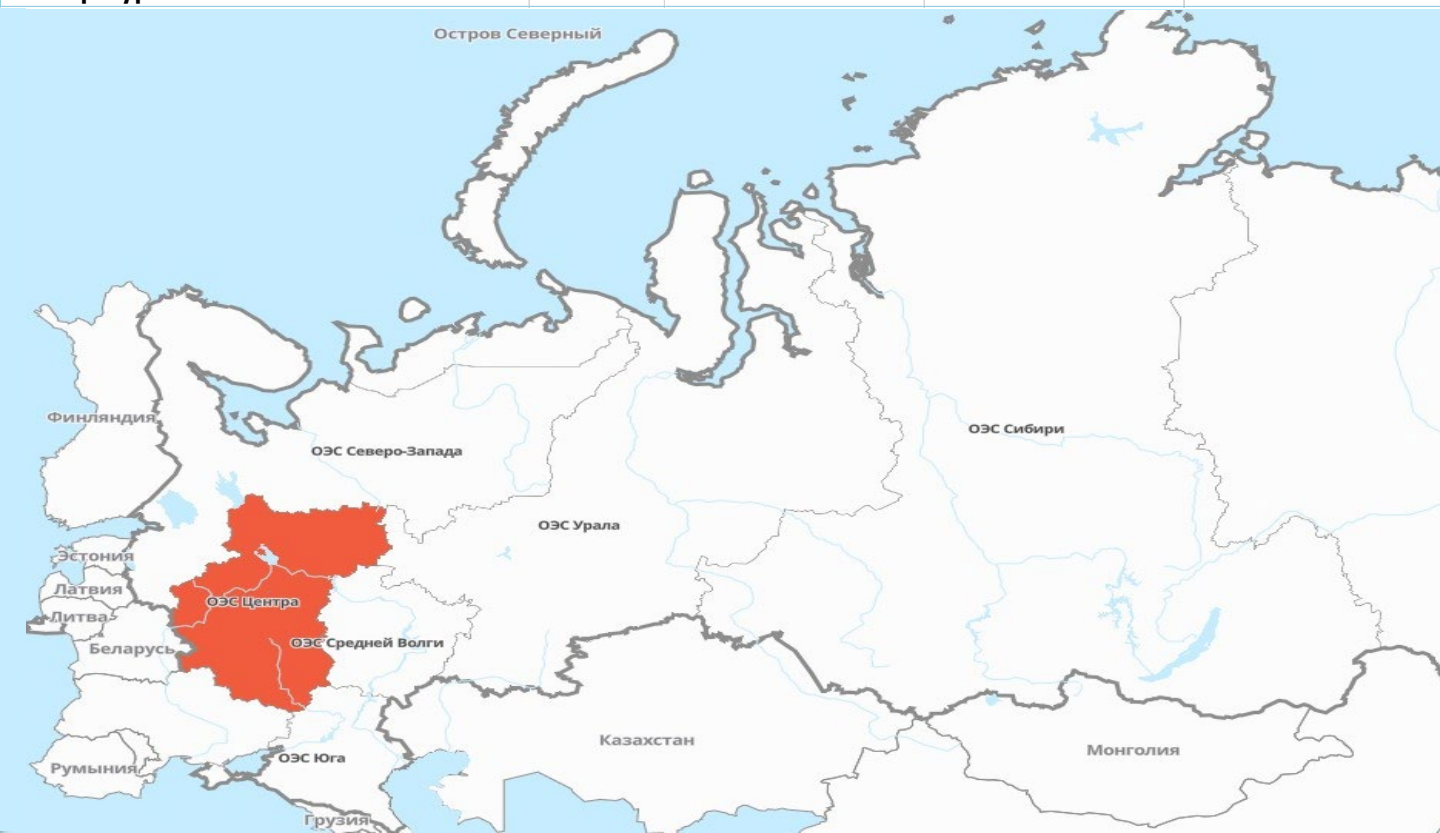 Остров Северный
Финляндия
ОЭС Сибири
ОЭС Северо-Запада
ОЭС Урала
Эстония
Латвия
ОЭС Центра
Литва
ОЭС Средней Волги
Беларусь
Казахстан
Монголия
ОЭС Юга
Румыния
Грузия